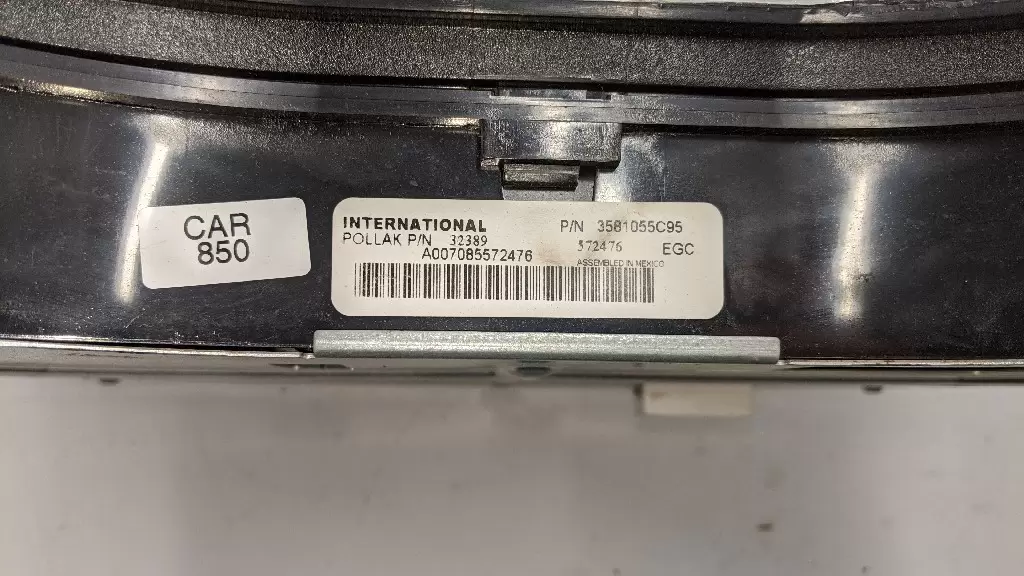 CAR
850
INTERNATIONAL P/N 3581055C95
POLLAK P/N 32389 572476 EGC
A007085572476 ASSEMBLED IN MEXICO